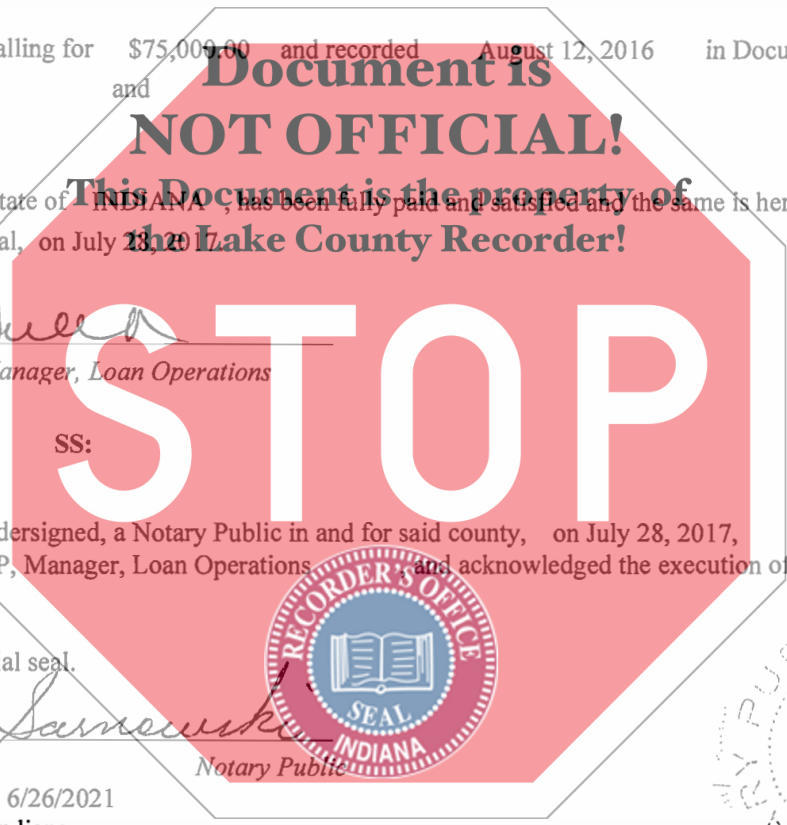 alling for $75,000.00 and recorded August 12, 2016 in Docu
and
Document is
NOT OFFICIAL!
This Document is the property of
the Lake County Recorder!
tate of INDIANA , has been fully paid and satisfied and the same is her
al, on July 28, 2017.
STOP
anager, Loan Operations
SS:
dersigned, a Notary Public in and for said county, on July 28, 2017,
P, Manager, Loan Operations , and acknowledged the execution of
RECORDER'S OFFICE
SEAL
INDIANA
ial seal.
Sarnowski
Notary Public
6/26/2021